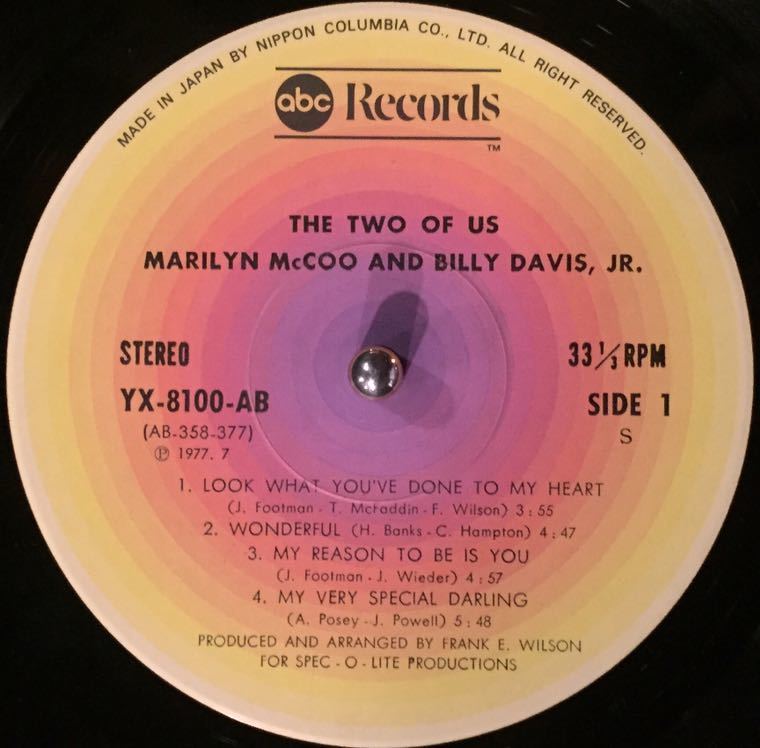 MADE IN JAPAN BY NIPPON COLUMBIA CO., LTD. ALL RIGHT RESERVED.
abc Records
TM
THE TWO OF US
MARILYN McCOO AND BILLY DAVIS, JR.
STEREO 33 1/3 RPM
YX-8100-AB SIDE 1
(AB-358-377) S
Ⓟ 1977. 7
1. LOOK WHAT YOU'VE DONE TO MY HEART
(J. Footman - T. McFaddin - F. Wilson) 3:55
2. WONDERFUL (H. Banks - C. Hampton) 4:47
3. MY REASON TO BE IS YOU
(J. Footman - J. Wieder) 4:57
4. MY VERY SPECIAL DARLING
(A. Posey - J. Powell) 5:48
PRODUCED AND ARRANGED BY FRANK E. WILSON
FOR SPEC - O - LITE PRODUCTIONS